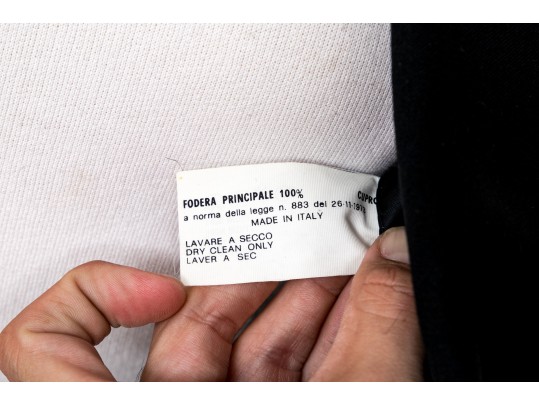 FODERA PRINCIPALE 100% CUPRO
a norma della legge n. 883 del 26-11-1973
MADE IN ITALY
LAVARE A SECCO
DRY CLEAN ONLY
LAVER A SEC